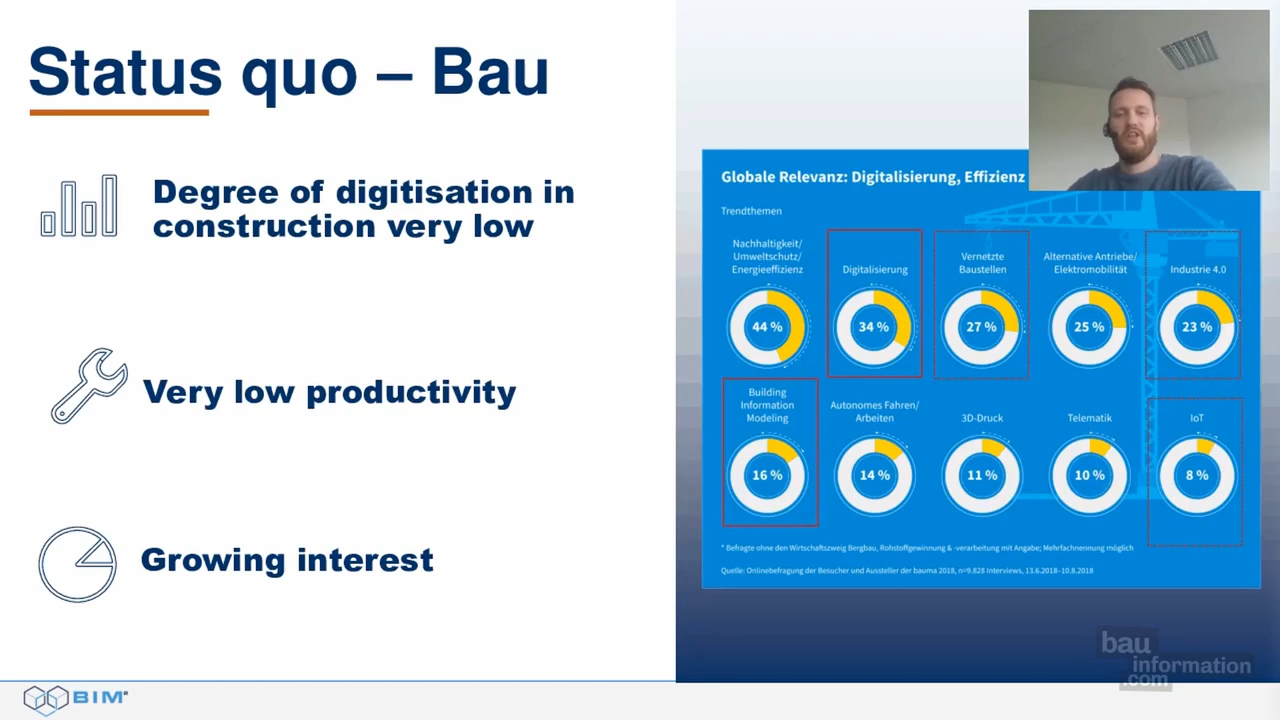 Status quo – Bau
Degree of digitisation in
construction very low
Very low productivity
Growing interest
Globale Relevanz: Digitalisierung, Effizienz
Trendthemen
Nachhaltigkeit/
Umweltschutz/
Energieeffizienz
44 %
Digitalisierung
34 %
Vernetzte
Baustellen
27 %
Alternative Antriebe/
Elektromobilität
25 %
Industrie 4.0
23 %
Building
Information
Modeling
16 %
Autonomes Fahren/
Arbeiten
14 %
3D-Druck
11 %
Telematik
10 %
IoT
8 %
* Befragte ohne den Wirtschaftszweig Bergbau, Rohstoffgewinnung & -verarbeitung mit Angabe; Mehrfachnennung möglich
Quelle: Onlinebefragung der Besucher und Aussteller der bauma 2018, n=9.828 Interviews, 13.6.2018–10.8.2018
bau
information
.com
BIM